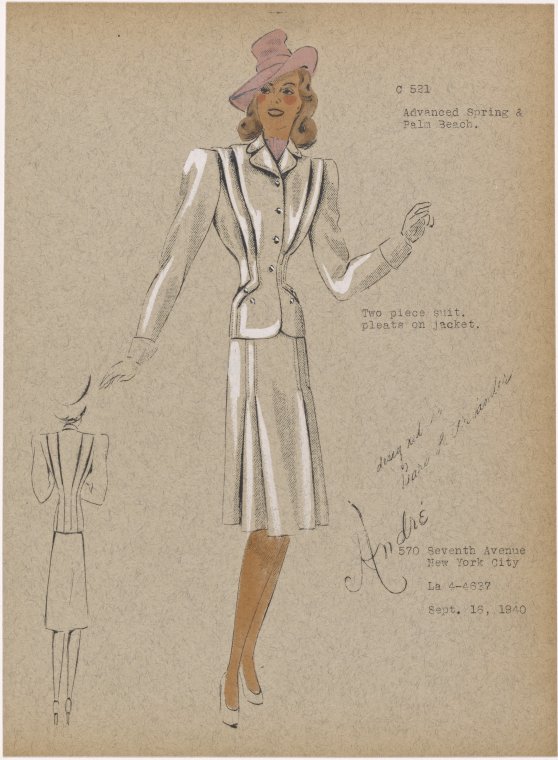 C 521
Advanced Spring &
Palm Beach.
Two piece suit.
pleats on jacket.
designed by
André
570 Seventh Avenue
New York City
La 4-4637
Sept. 16, 1940